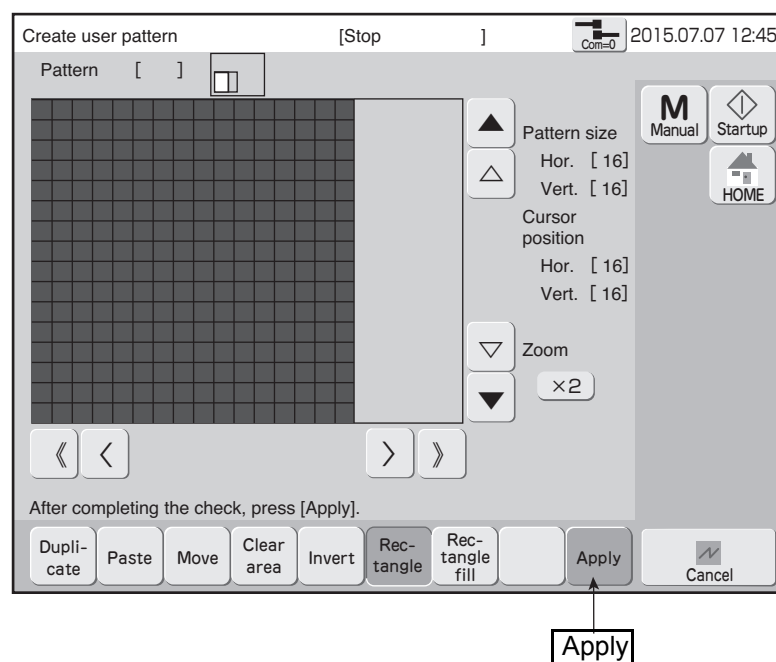 Create user pattern [Stop ] Com=0 2015.07.07 12:45
Pattern [ ]
M
Manual
Startup
HOME
Pattern size
Hor. [ 16]
Vert. [ 16]
Cursor
position
Hor. [ 16]
Vert. [ 16]
Zoom
×2
After completing the check, press [Apply].
Dupli-
cate
Paste
Move
Clear
area
Invert
Rec-
tangle
Rec-
tangle
fill
Apply
Cancel
Apply